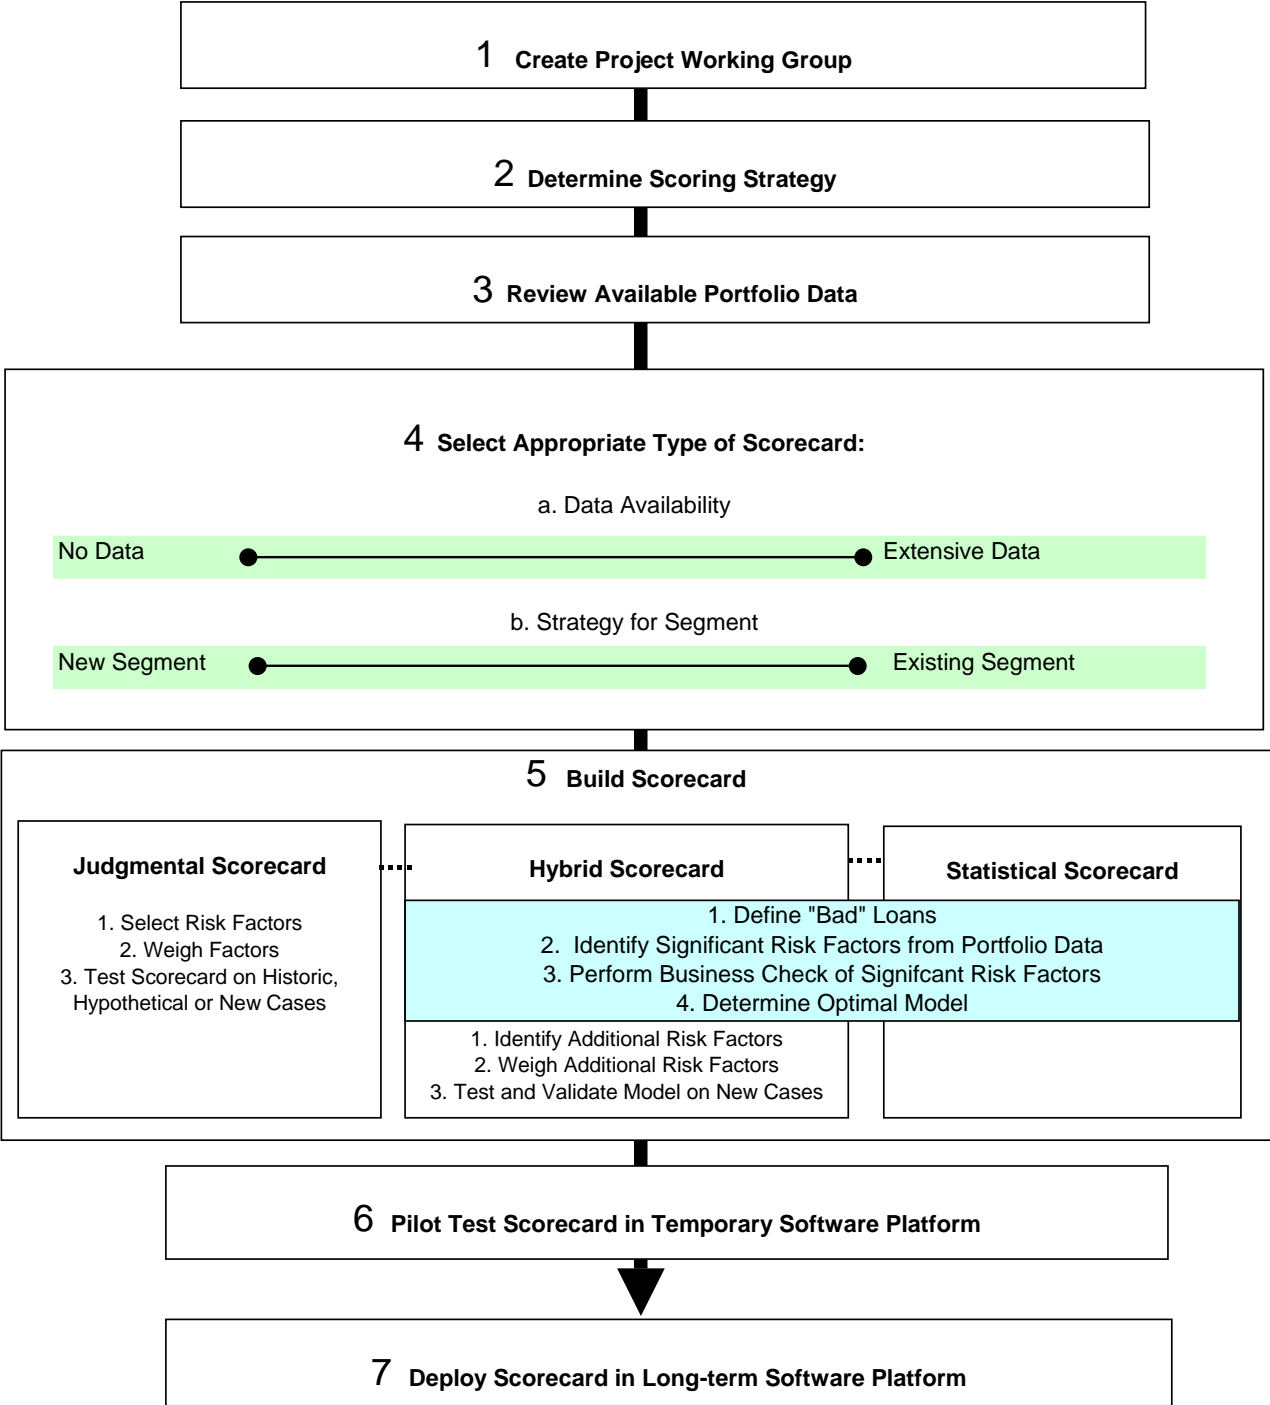 1 Create Project Working Group
2 Determine Scoring Strategy
3 Review Available Portfolio Data
4 Select Appropriate Type of Scorecard:
a. Data Availability
No Data Extensive Data
b. Strategy for Segment
New Segment Existing Segment
5 Build Scorecard
Judgmental Scorecard
1. Select Risk Factors
2. Weigh Factors
3. Test Scorecard on Historic,
Hypothetical or New Cases
Hybrid Scorecard
Statistical Scorecard
1. Define "Bad" Loans
2. Identify Significant Risk Factors from Portfolio Data
3. Perform Business Check of Signifcant Risk Factors
4. Determine Optimal Model
1. Identify Additional Risk Factors
2. Weigh Additional Risk Factors
3. Test and Validate Model on New Cases
6 Pilot Test Scorecard in Temporary Software Platform
7 Deploy Scorecard in Long-term Software Platform